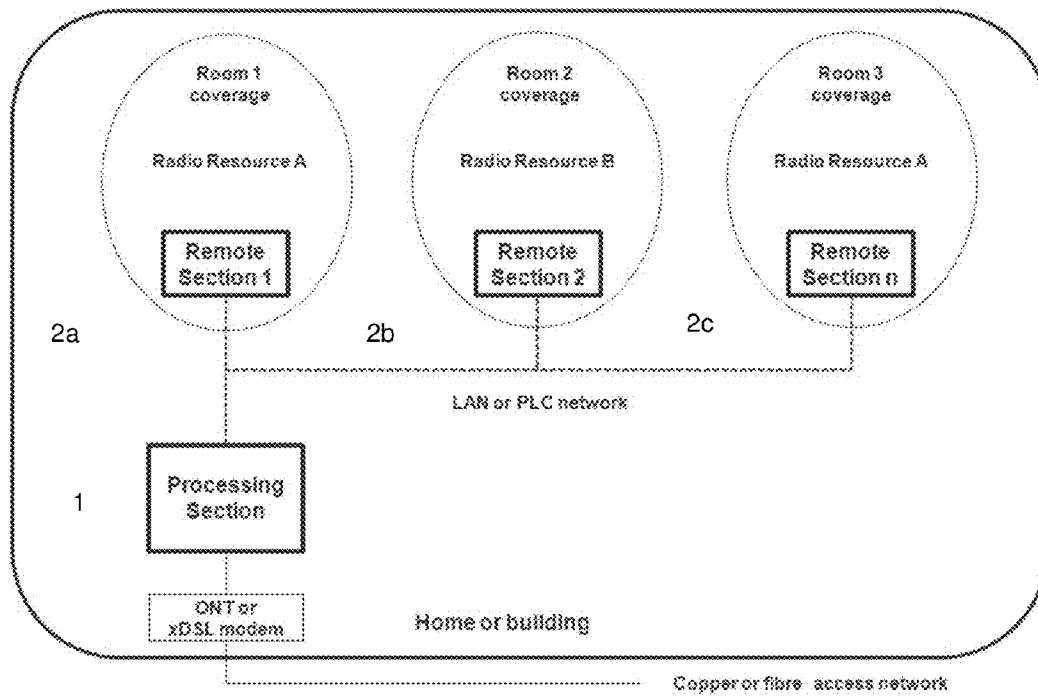 Room 1
coverage
Room 2
coverage
Room 3
coverage
Radio Resource A
Radio Resource B
Radio Resource A
Remote
Section 1
Remote
Section 2
Remote
Section n
2a
2b
2c
LAN or PLC network
1
Processing
Section
ONT or
xDSL modem
Home or building
Copper or fibre access network